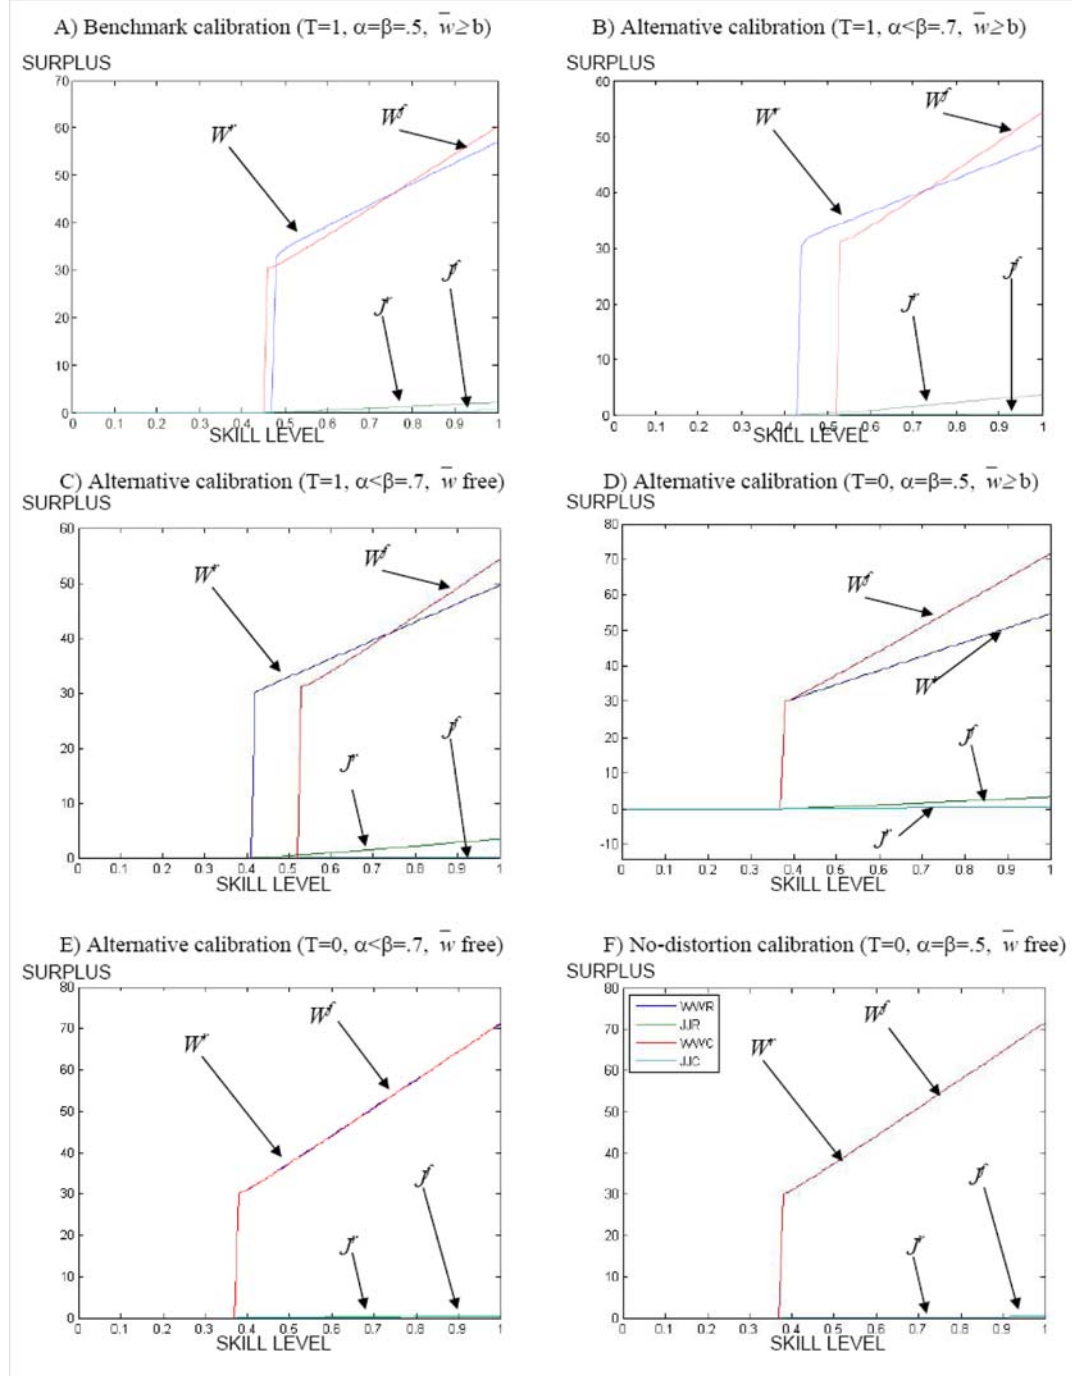 A) Benchmark calibration (T=1, α=β=.5, w̅≥b)
SURPLUS
70
60
50
40
30
20
10
0
Wʳ
Wᶠ
Jʳ
Jᶠ
0 0.1 0.2 0.3 0.4 0.5 0.6 0.7 0.8 0.9 1
SKILL LEVEL
B) Alternative calibration (T=1, α<β=.7, w̅≥b)
SURPLUS
60
50
40
30
20
10
0
Wʳ
Wᶠ
Jʳ
Jᶠ
0 0.1 0.2 0.3 0.4 0.5 0.6 0.7 0.8 0.9 1
SKILL LEVEL
C) Alternative calibration (T=1, α<β=.7, w̅ free)
SURPLUS
60
50
40
30
20
10
0
Wʳ
Wᶠ
Jʳ
Jᶠ
0 0.1 0.2 0.3 0.4 0.5 0.6 0.7 0.8 0.9 1
SKILL LEVEL
D) Alternative calibration (T=0, α=β=.5, w̅≥b)
SURPLUS
80
70
60
50
40
30
20
10
0
-10
Wᶠ
Wʳ
Jᶠ
Jʳ
0 0.1 0.2 0.3 0.4 0.5 0.6 0.7 0.8 0.9 1
SKILL LEVEL
E) Alternative calibration (T=0, α<β=.7, w̅ free)
SURPLUS
80
70
60
50
40
30
20
10
0
Wʳ
Wᶠ
Jʳ
Jᶠ
0 0.1 0.2 0.3 0.4 0.5 0.6 0.7 0.8 0.9 1
SKILL LEVEL
F) No-distortion calibration (T=0, α=β=.5, w̅ free)
SURPLUS
80
70
60
50
40
30
20
10
0
WWR
JJR
WWC
JJC
Wʳ
Wᶠ
Jʳ
Jᶠ
0 0.1 0.2 0.3 0.4 0.5 0.6 0.7 0.8 0.9 1
SKILL LEVEL